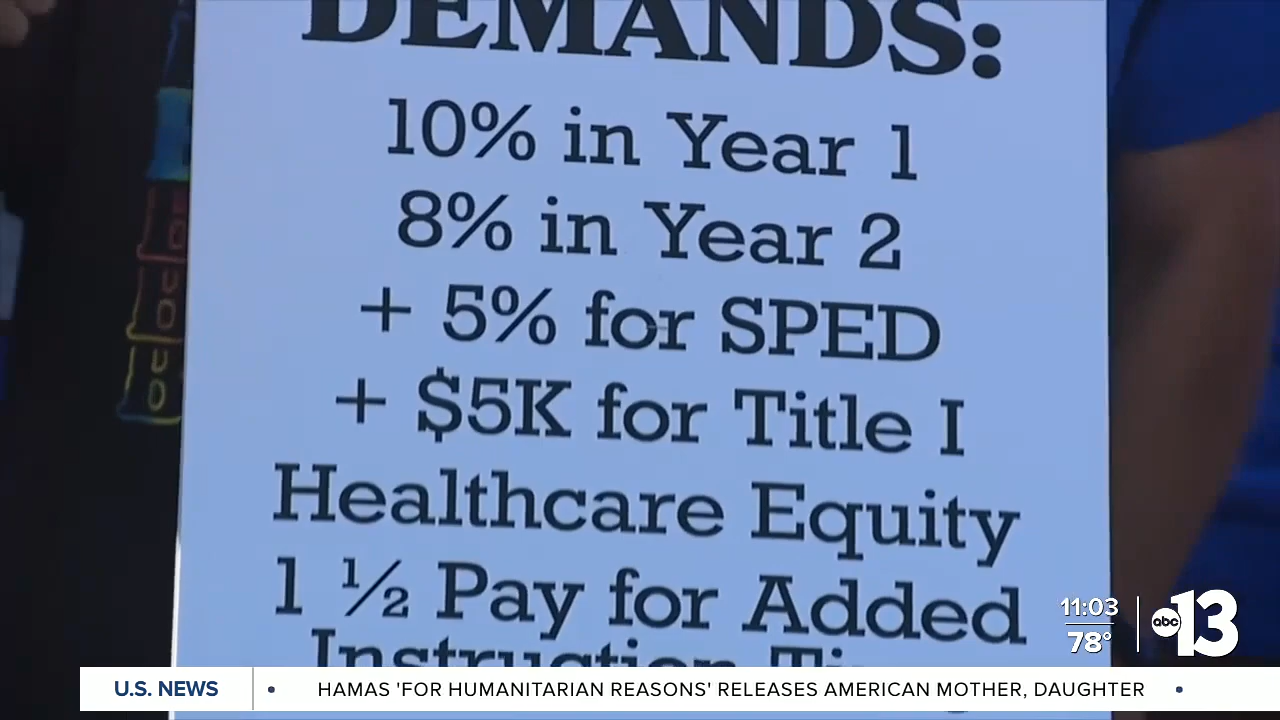 DEMANDS:
10% in Year 1
8% in Year 2
+ 5% for SPED
+ $5K for Title I
Healthcare Equity
1 ½ Pay for Added
Instruction
11:03
78°
abc 13
U.S. NEWS • HAMAS 'FOR HUMANITARIAN REASONS' RELEASES AMERICAN MOTHER, DAUGHTER •